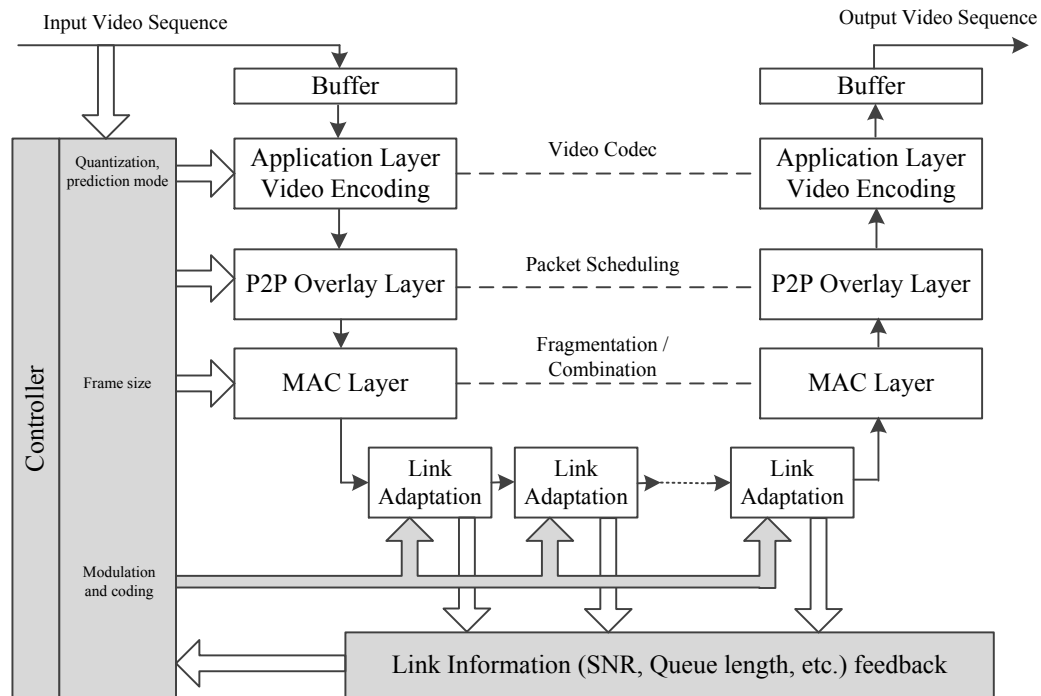 Input Video Sequence
Output Video Sequence
Buffer
Buffer
Quantization,
prediction mode
Application Layer
Video Encoding
Video Codec
Application Layer
Video Encoding
P2P Overlay Layer
Packet Scheduling
P2P Overlay Layer
Controller
Frame size
MAC Layer
Fragmentation /
Combination
MAC Layer
Link
Adaptation
Link
Adaptation
Link
Adaptation
Modulation
and coding
Link Information (SNR, Queue length, etc.) feedback